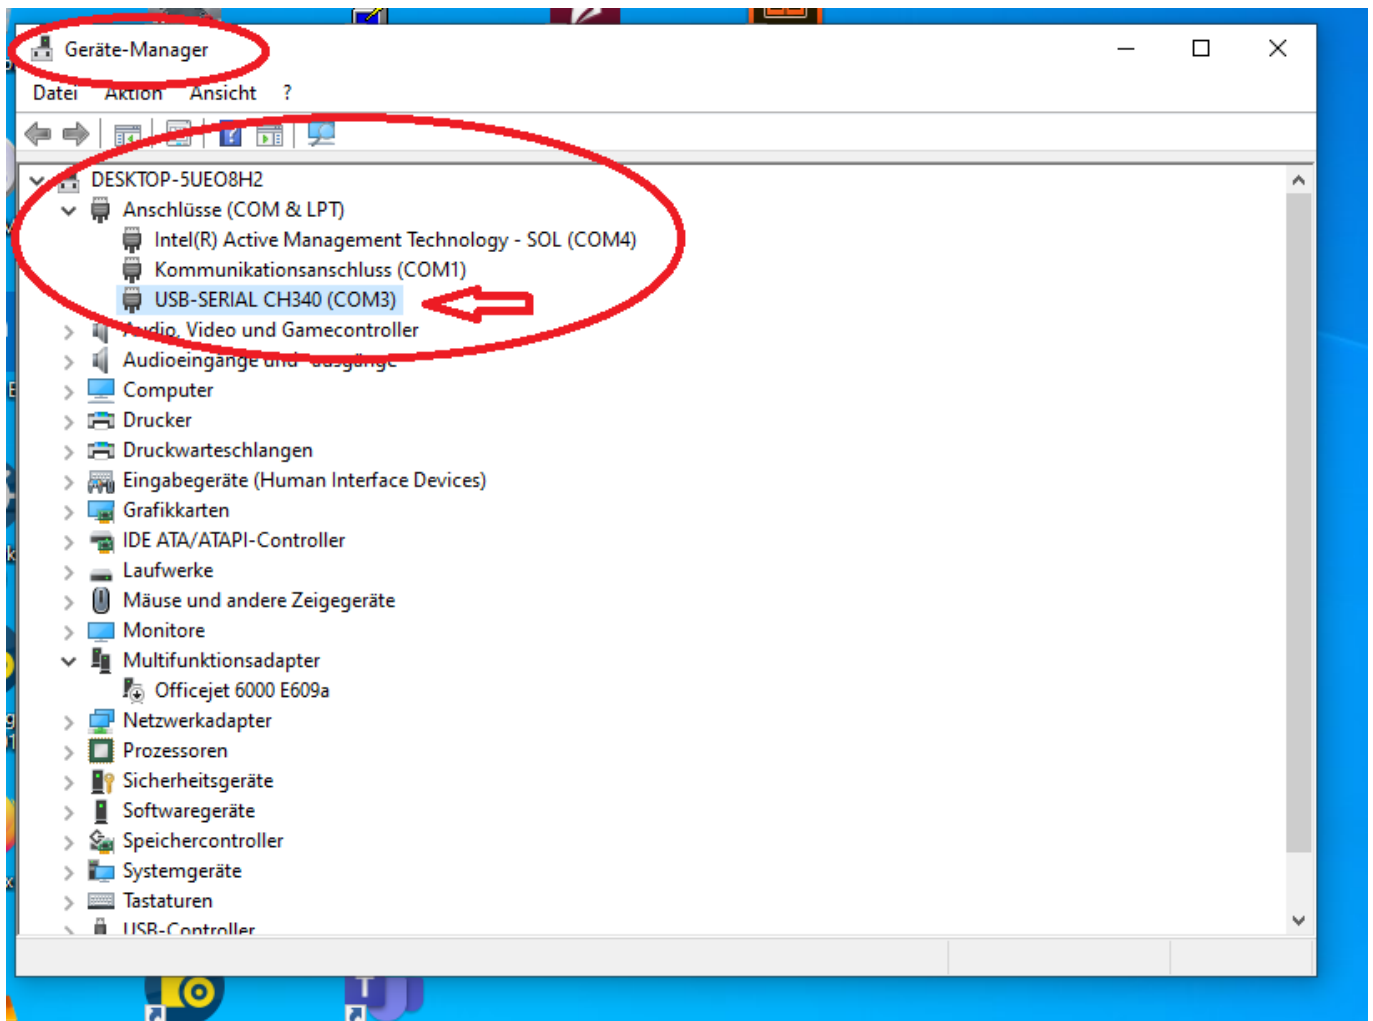 Geräte-Manager
Datei Aktion Ansicht ?
DESKTOP-5UEO8H2
Anschlüsse (COM & LPT)
Intel(R) Active Management Technology - SOL (COM4)
Kommunikationsanschluss (COM1)
USB-SERIAL CH340 (COM3)
Audio, Video und Gamecontroller
Audioeingänge und -ausgänge
Computer
Drucker
Druckwarteschlangen
Eingabegeräte (Human Interface Devices)
Grafikkarten
IDE ATA/ATAPI-Controller
Laufwerke
Mäuse und andere Zeigegeräte
Monitore
Multifunktionsadapter
Officejet 6000 E609a
Netzwerkadapter
Prozessoren
Sicherheitsgeräte
Softwaregeräte
Speichercontroller
Systemgeräte
Tastaturen
USB-Controller